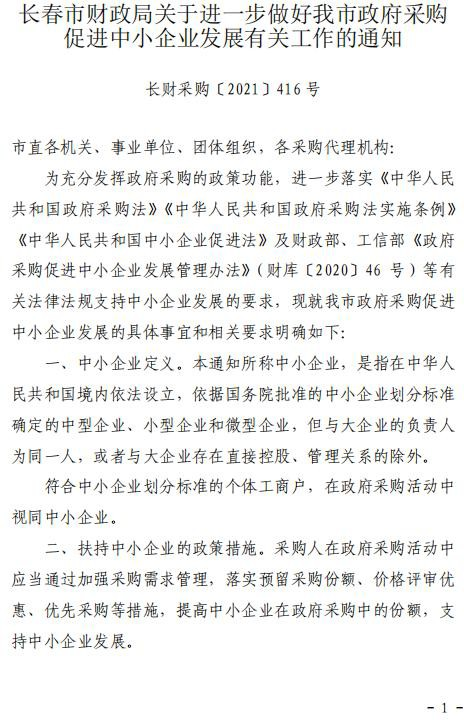 长春市财政局关于进一步做好我市政府采购
促进中小企业发展有关工作的通知
长财采购〔2021〕416 号
市直各机关、事业单位、团体组织，各采购代理机构：
为充分发挥政府采购的政策功能，进一步落实《中华人民
共和国政府采购法》《中华人民共和国政府采购法实施条例》
《中华人民共和国中小企业促进法》及财政部、工信部《政府
采购促进中小企业发展管理办法》（财库〔2020〕46 号）等有
关法律法规支持中小企业发展的要求，现就我市政府采购促进
中小企业发展的具体事宜和相关要求明确如下：
一、中小企业定义。本通知所称中小企业，是指在中华人
民共和国境内依法设立，依据国务院批准的中小企业划分标准
确定的中型企业、小型企业和微型企业，但与大企业的负责人
为同一人，或者与大企业存在直接控股、管理关系的除外。
符合中小企业划分标准的个体工商户，在政府采购活动中
视同中小企业。
二、扶持中小企业的政策措施。采购人在政府采购活动中
应当通过加强采购需求管理，落实预留采购份额、价格评审优
惠、优先采购等措施，提高中小企业在政府采购中的份额，支
持中小企业发展。
- 1 -